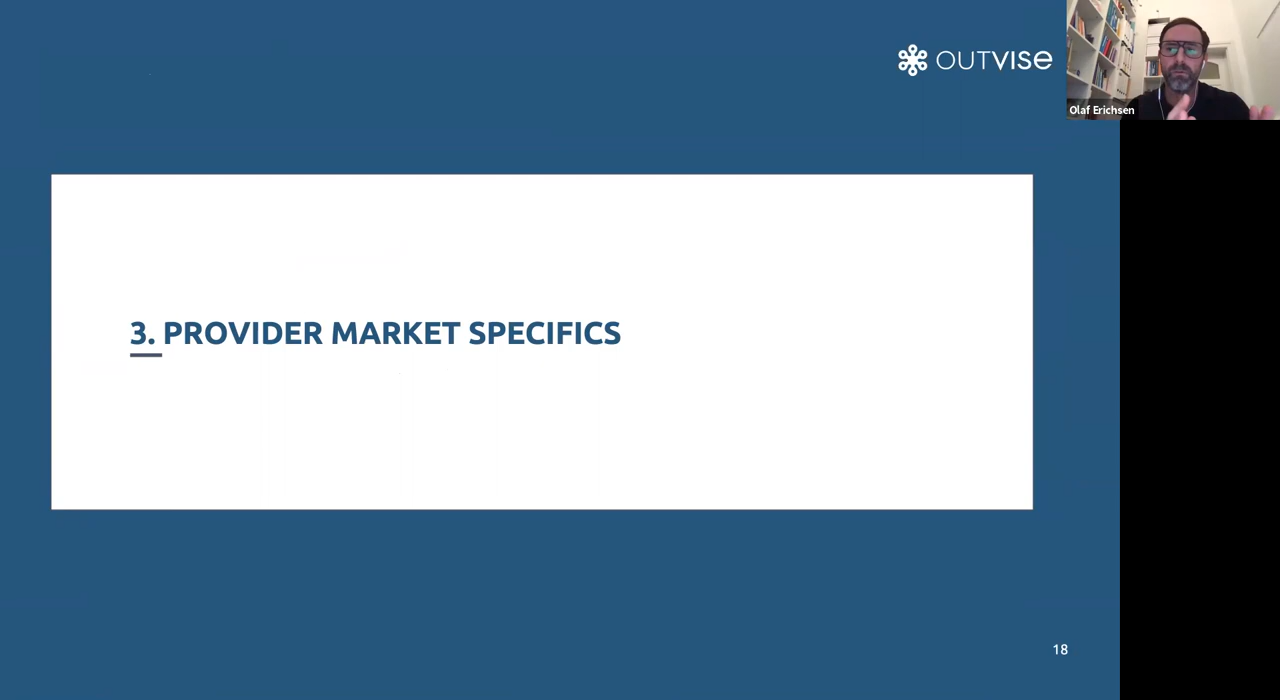 OUTVISE
Olaf Erichsen
3. PROVIDER MARKET SPECIFICS
18